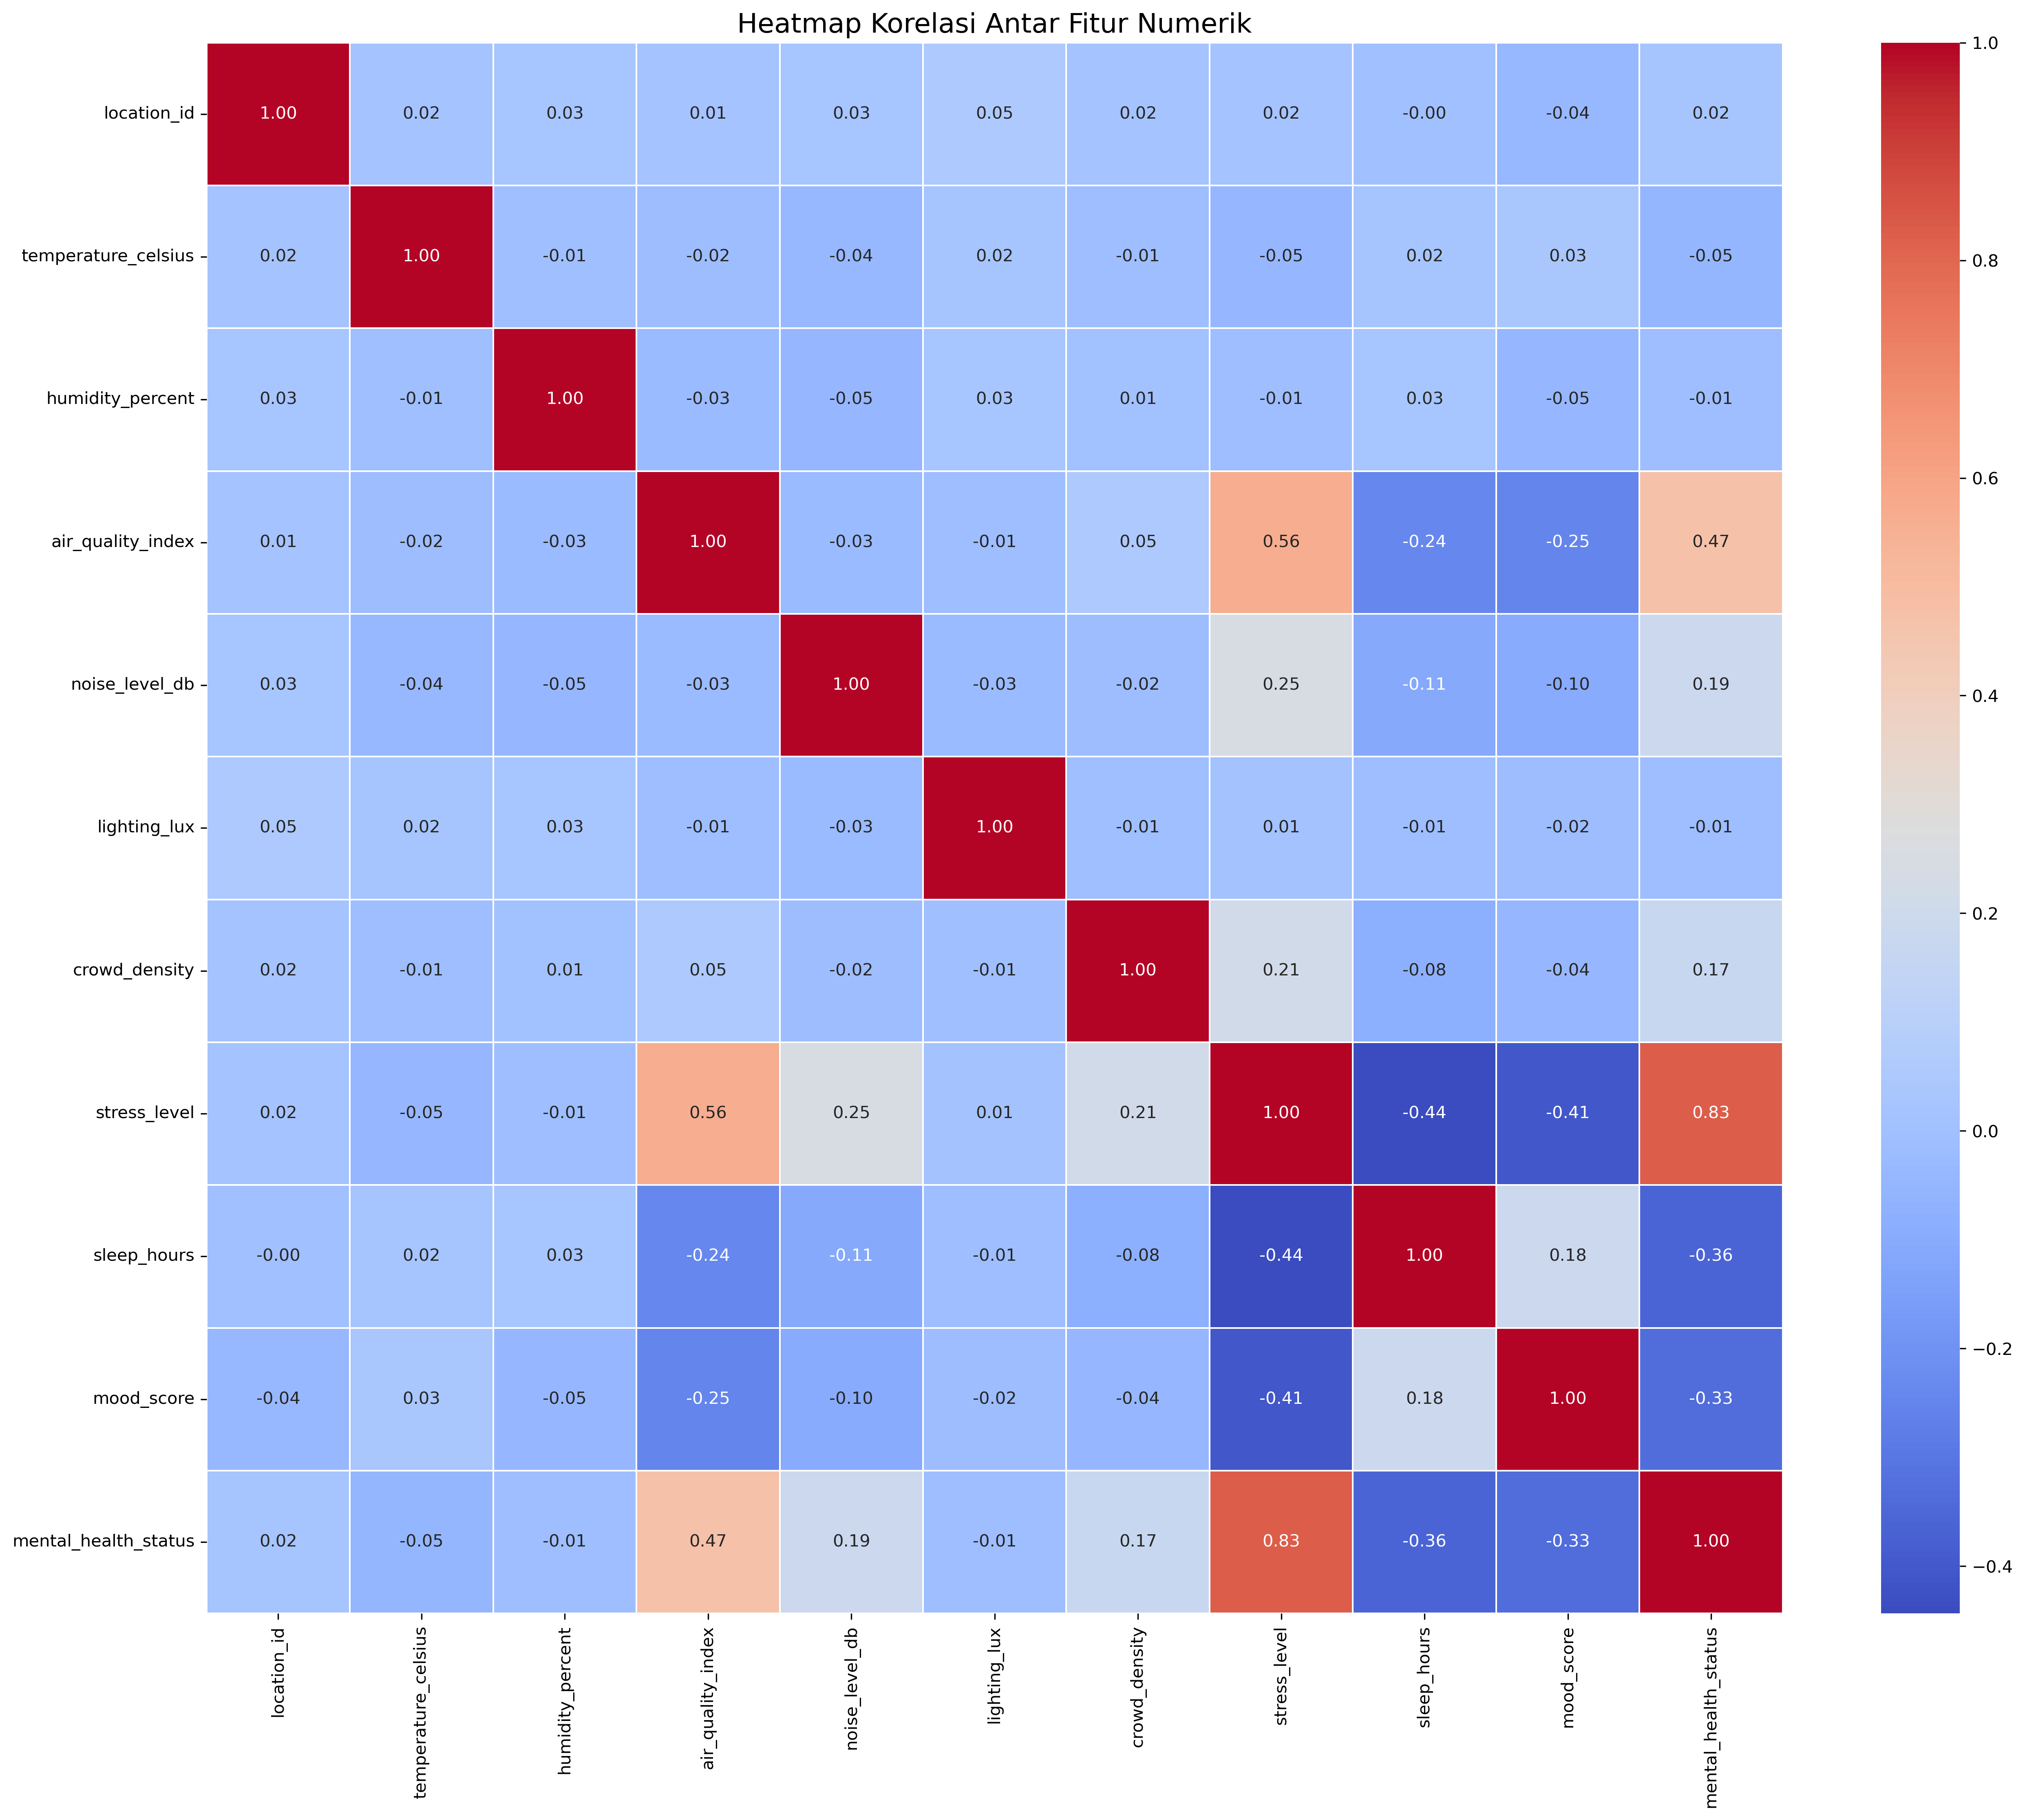 Heatmap Korelasi Antar Fitur Numerik
location_id 1.00 0.02 0.03 0.01 0.03 0.05 0.02 0.02 -0.00 -0.04 0.02
temperature_celsius 0.02 1.00 -0.01 -0.02 -0.04 0.02 -0.01 -0.05 0.02 0.03 -0.05
humidity_percent 0.03 -0.01 1.00 -0.03 -0.05 0.03 0.01 -0.01 0.03 -0.05 -0.01
air_quality_index 0.01 -0.02 -0.03 1.00 -0.03 -0.01 0.05 0.56 -0.24 -0.25 0.47
noise_level_db 0.03 -0.04 -0.05 -0.03 1.00 -0.03 -0.02 0.25 -0.11 -0.10 0.19
lighting_lux 0.05 0.02 0.03 -0.01 -0.03 1.00 -0.01 0.01 -0.01 -0.02 -0.01
crowd_density 0.02 -0.01 0.01 0.05 -0.02 -0.01 1.00 0.21 -0.08 -0.04 0.17
stress_level 0.02 -0.05 -0.01 0.56 0.25 0.01 0.21 1.00 -0.44 -0.41 0.83
sleep_hours -0.00 0.02 0.03 -0.24 -0.11 -0.01 -0.08 -0.44 1.00 0.18 -0.36
mood_score -0.04 0.03 -0.05 -0.25 -0.10 -0.02 -0.04 -0.41 0.18 1.00 -0.33
mental_health_status 0.02 -0.05 -0.01 0.47 0.19 -0.01 0.17 0.83 -0.36 -0.33 1.00
location_id
temperature_celsius
humidity_percent
air_quality_index
noise_level_db
lighting_lux
crowd_density
stress_level
sleep_hours
mood_score
mental_health_status
1.0
0.8
0.6
0.4
0.2
0.0
−0.2
−0.4